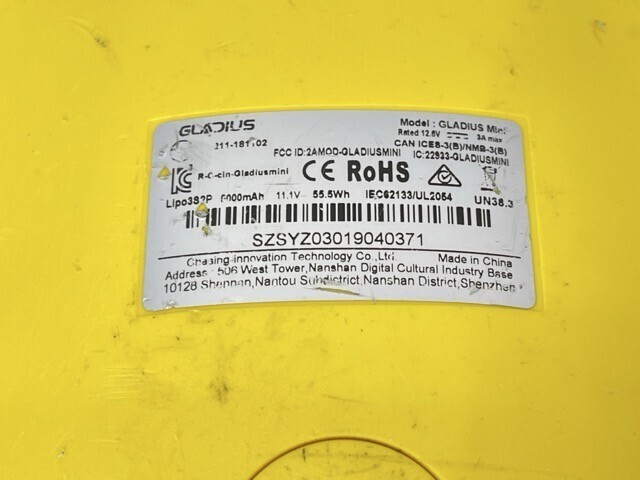 GLADIUS
Model : GLADIUS Mini
Rated 12.6V 3A max
CAN ICES-3(B)/NMB-3(B)
FCC ID:2AMOD-GLADIUSMINI IC:22933-GLADIUSMINI
CE RoHS
Lipo3S2P 5000mAh 11.1V 55.5Wh IEC62133/UL2054 UN38.3
SZSYZ03019040371
Chasing-innovation Technology Co.,Ltd. Made in China
Address : 506 West Tower,Nanshan Digital Cultural Industry Base
10128 Shennan,Nantou Subdistrict,Nanshan District,Shenzhen